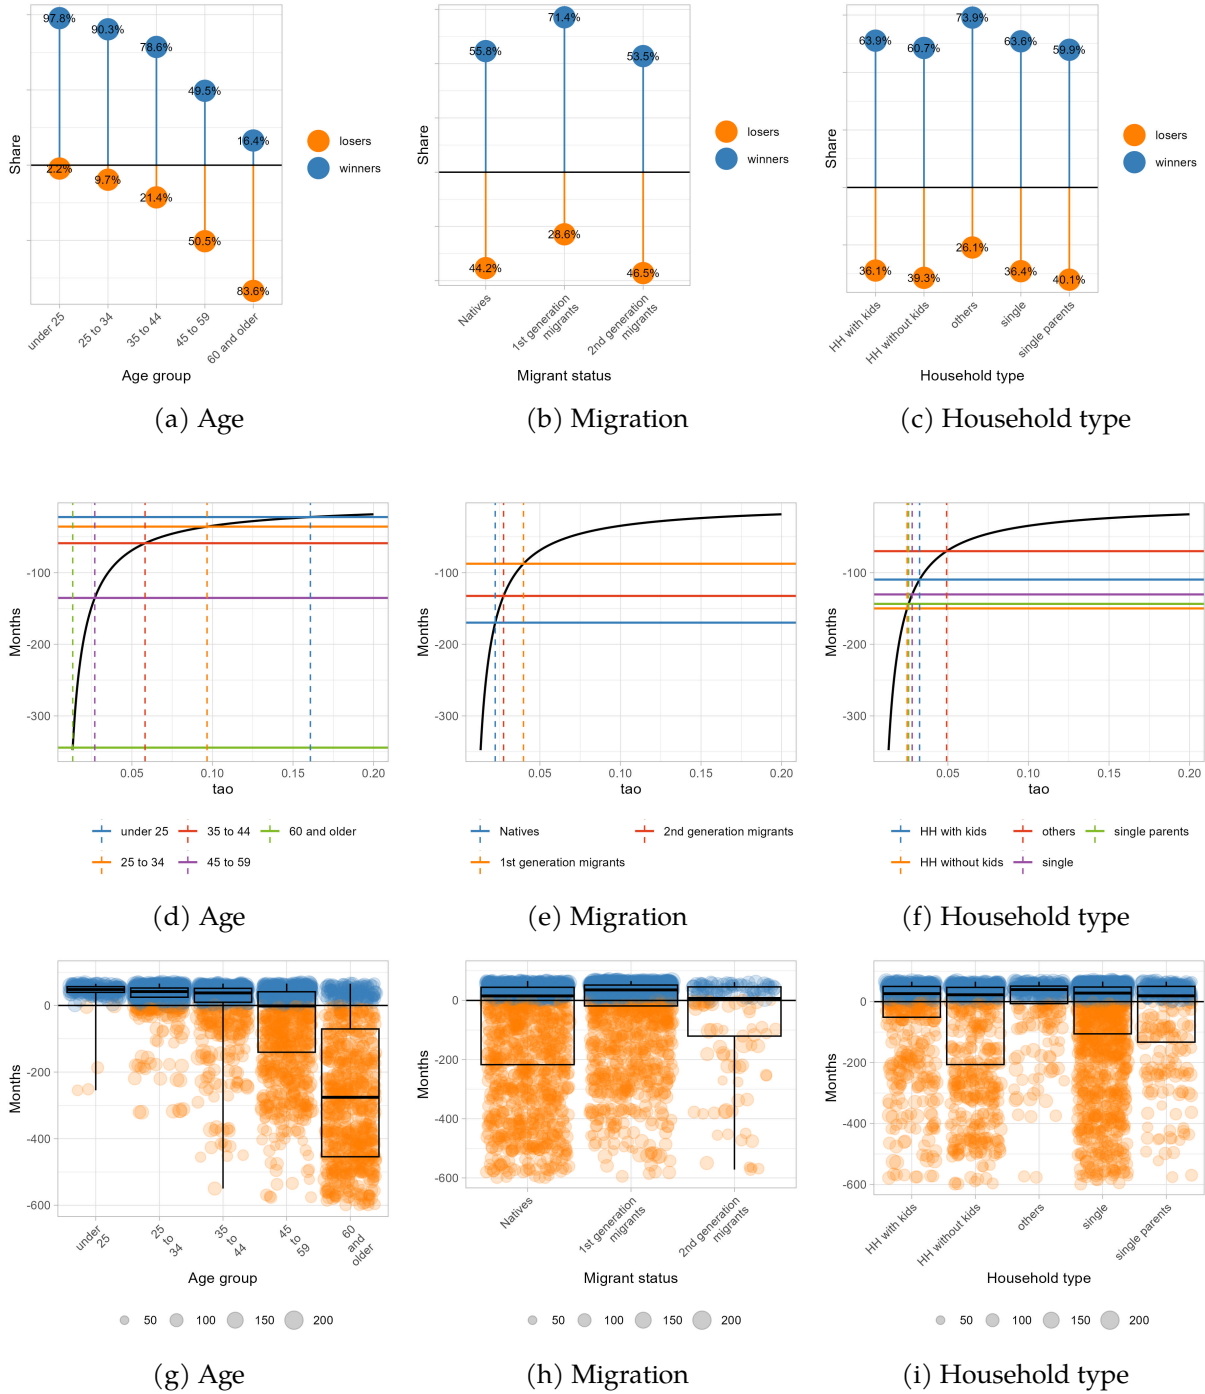 97.8%
90.3%
78.6%
49.5%
16.4%
2.2%
9.7%
21.4%
50.5%
83.6%
Share
losers
winners
under 25
25 to 34
35 to 44
45 to 59
60 and older
Age group
(a) Age
55.8%
71.4%
53.5%
44.2%
28.6%
46.5%
Share
losers
winners
Natives
1st generation
migrants
2nd generation
migrants
Migrant status
(b) Migration
63.9%
60.7%
73.9%
63.6%
59.9%
36.1%
39.3%
26.1%
36.4%
40.1%
Share
losers
winners
HH with kids
HH without kids
others
single
single parents
Household type
(c) Household type
Months
-100
-200
-300
0.05
0.10
0.15
0.20
tao
under 25
35 to 44
60 and older
25 to 34
45 to 59
(d) Age
Months
-100
-200
-300
0.05
0.10
0.15
0.20
tao
Natives
2nd generation migrants
1st generation migrants
(e) Migration
Months
-100
-200
-300
0.05
0.10
0.15
0.20
tao
HH with kids
others
single parents
HH without kids
single
(f) Household type
Months
0
-200
-400
-600
under
25
25
to
34
35
to
44
45
to
59
60
and
older
Age group
50
100
150
200
(g) Age
Months
0
-200
-400
-600
Natives
1st generation
migrants
2nd generation
migrants
Migrant status
50
100
150
200
(h) Migration
Months
0
-200
-400
-600
HH with kids
HH without kids
others
single
single parents
Household type
50
100
150
200
(i) Household type